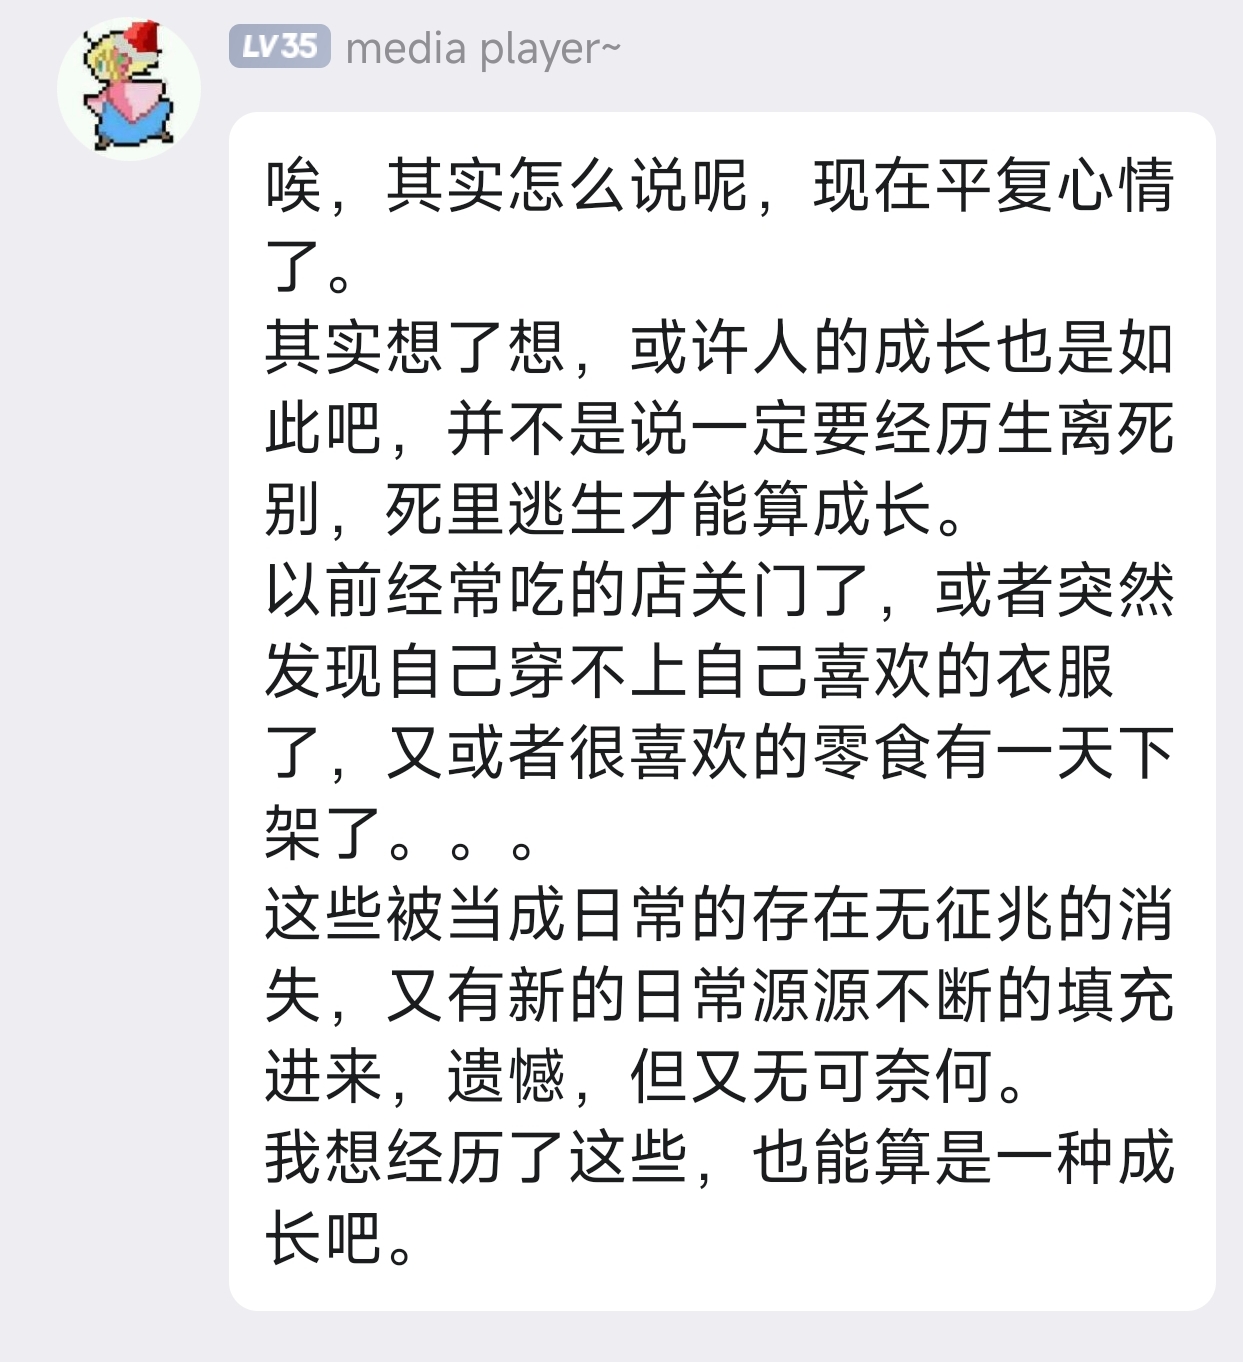 LV35 media player~
唉，其实怎么说呢，现在平复心情
了。
其实想了想，或许人的成长也是如
此吧，并不是说一定要经历生离死
别，死里逃生才能算成长。
以前经常吃的店关门了，或者突然
发现自己穿不上自己喜欢的衣服
了，又或者很喜欢的零食有一天下
架了。。。
这些被当成日常的存在无征兆的消
失，又有新的日常源源不断的填充
进来，遗憾，但又无可奈何。
我想经历了这些，也能算是一种成
长吧。